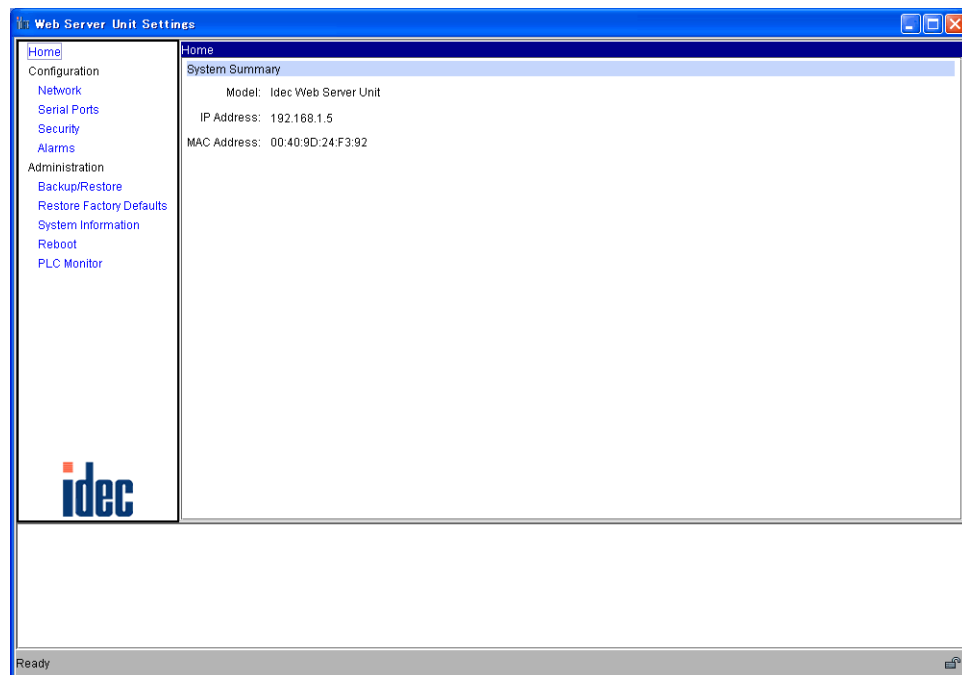 Web Server Unit Settings
Home
Configuration
Network
Serial Ports
Security
Alarms
Administration
Backup/Restore
Restore Factory Defaults
System Information
Reboot
PLC Monitor
idec
Home
System Summary
Model: Idec Web Server Unit
IP Address: 192.168.1.5
MAC Address: 00:40:9D:24:F3:92
Ready